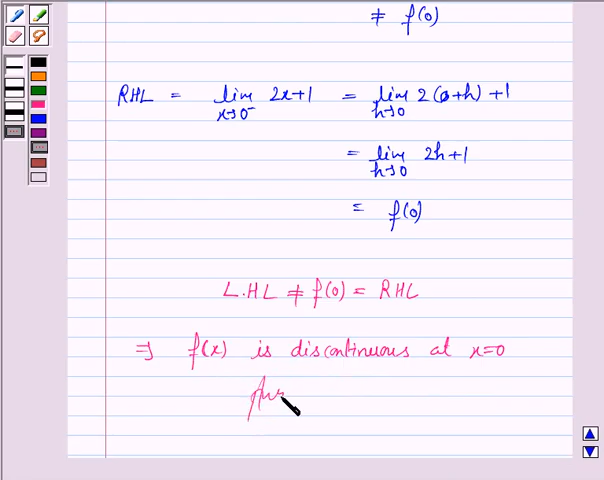 ≠ f(0)
RHL = lim x→0⁻ 2x+1 = lim h→0 2(0+h)+1
= lim h→0 2h+1
= f(0)
L.HL ≠ f(0) = RHL
⇒ f(x) is discontinuous at x=0